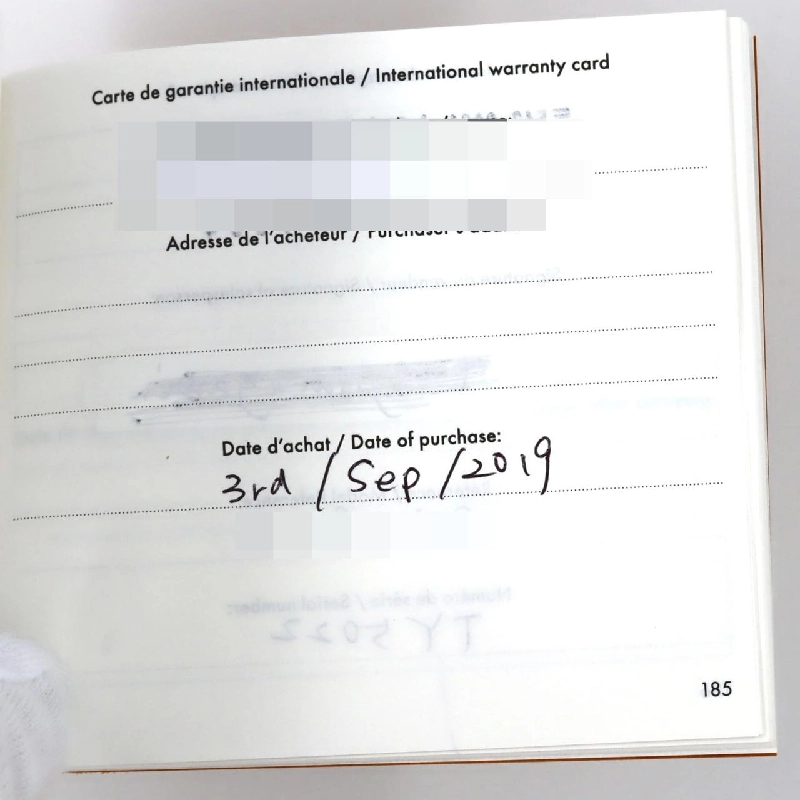 Carte de garantie internationale / International warranty card
Adresse de l'acheteur / Purchaser's
Date d'achat / Date of purchase:
3rd / Sep / 2019
185